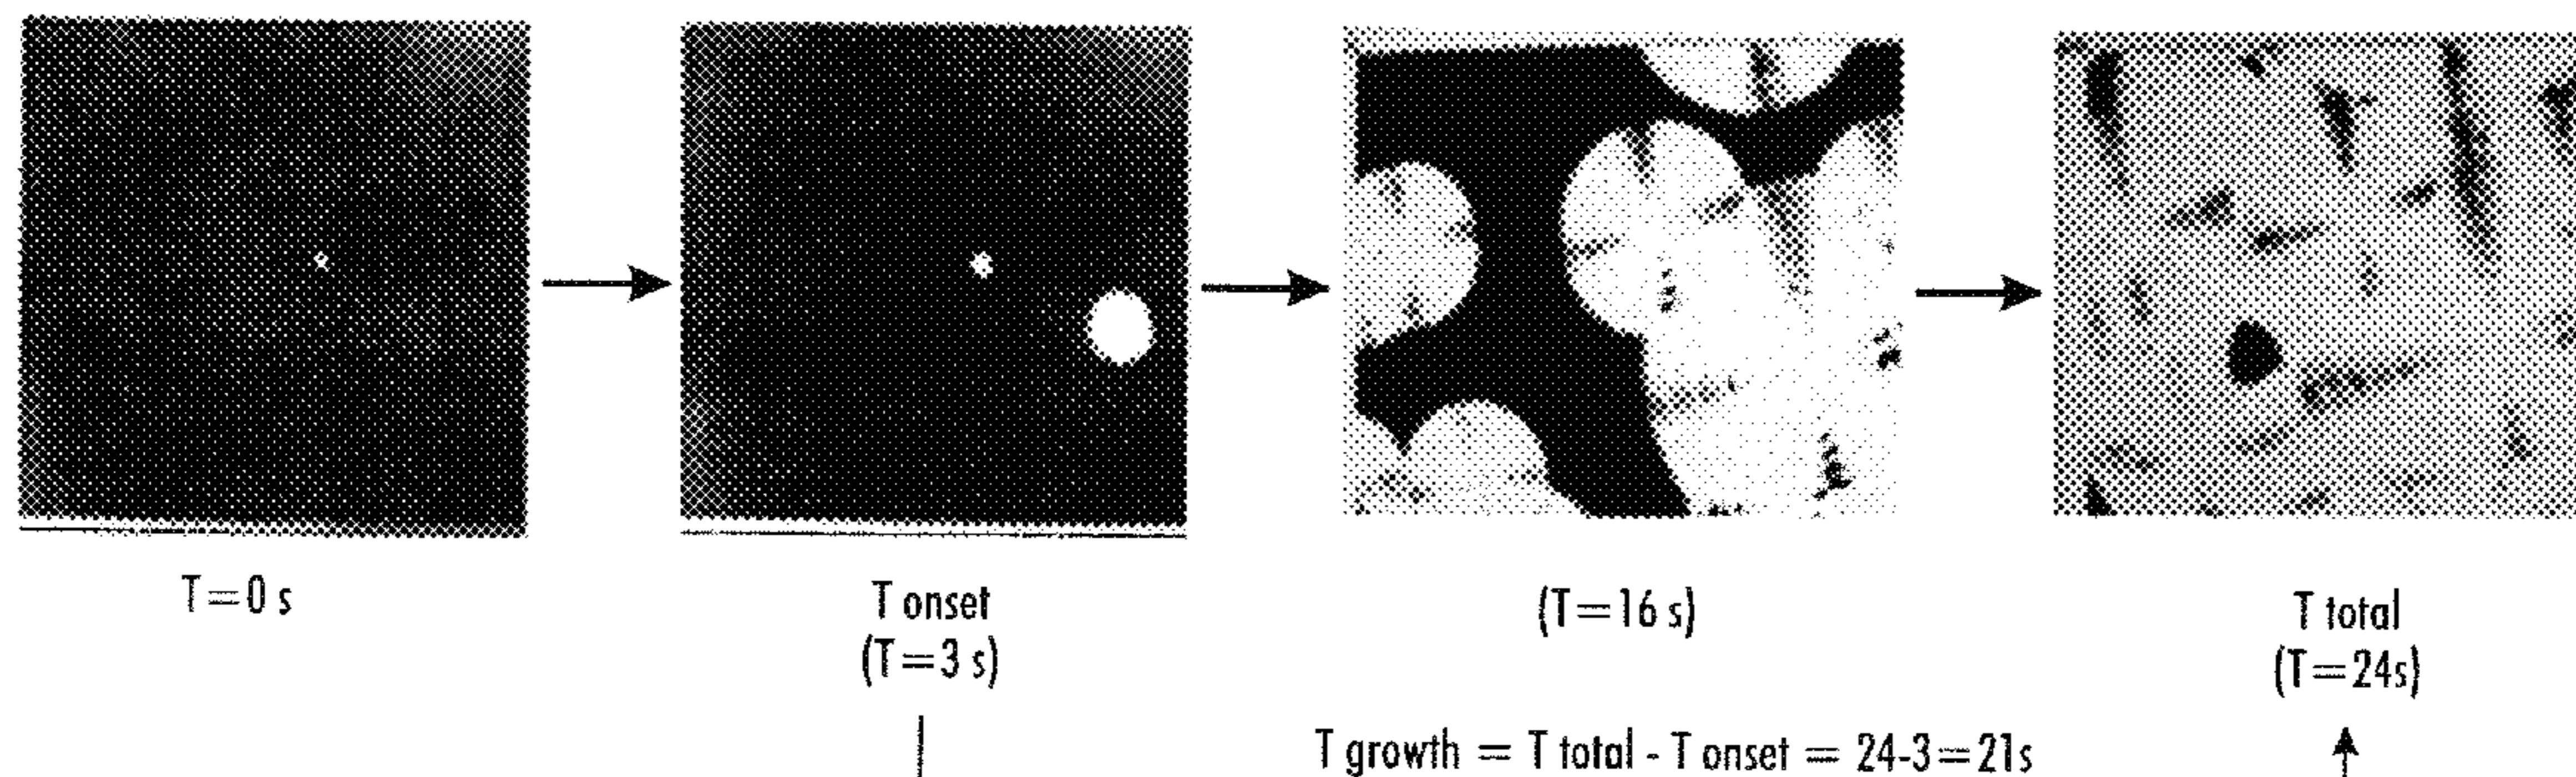 T=0 s
T onset
(T=3 s)
(T=16 s)
T total
(T=24s)
T growth = T total - T onset = 24-3=21s